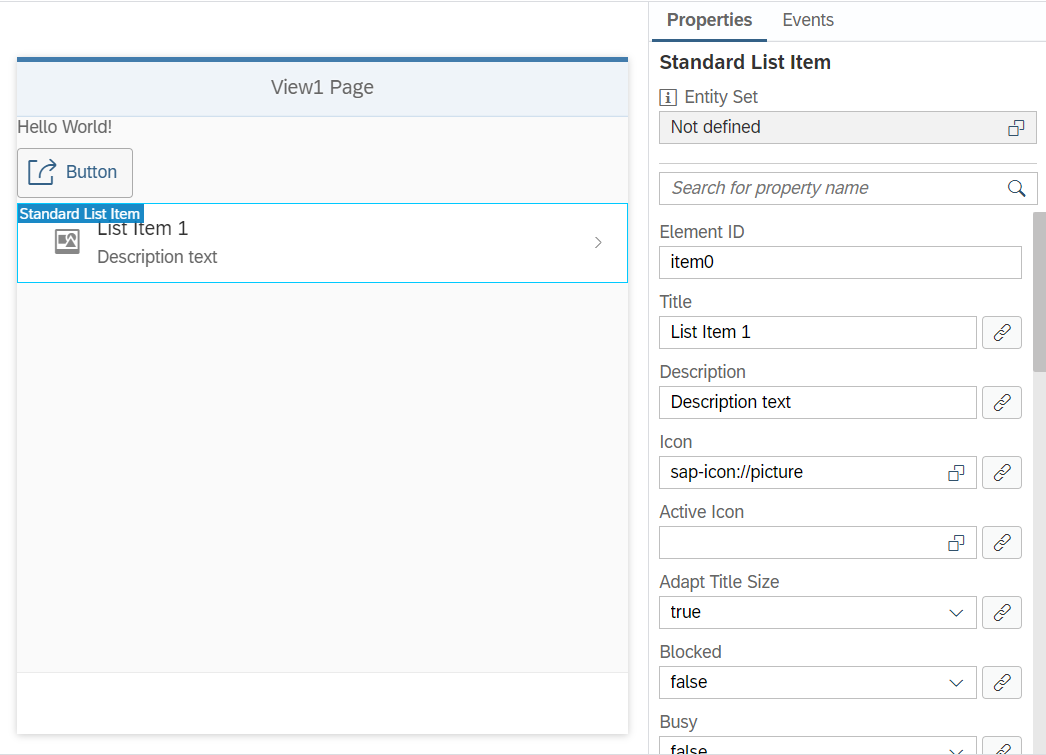 Properties
Events
Standard List Item
Entity Set
Not defined
View1 Page
Hello World!
Button
Standard List Item
List Item 1
Description text
Search for property name
Element ID
item0
Title
List Item 1
Description
Description text
Icon
sap-icon://picture
Active Icon
Adapt Title Size
true
Blocked
false
Busy
false